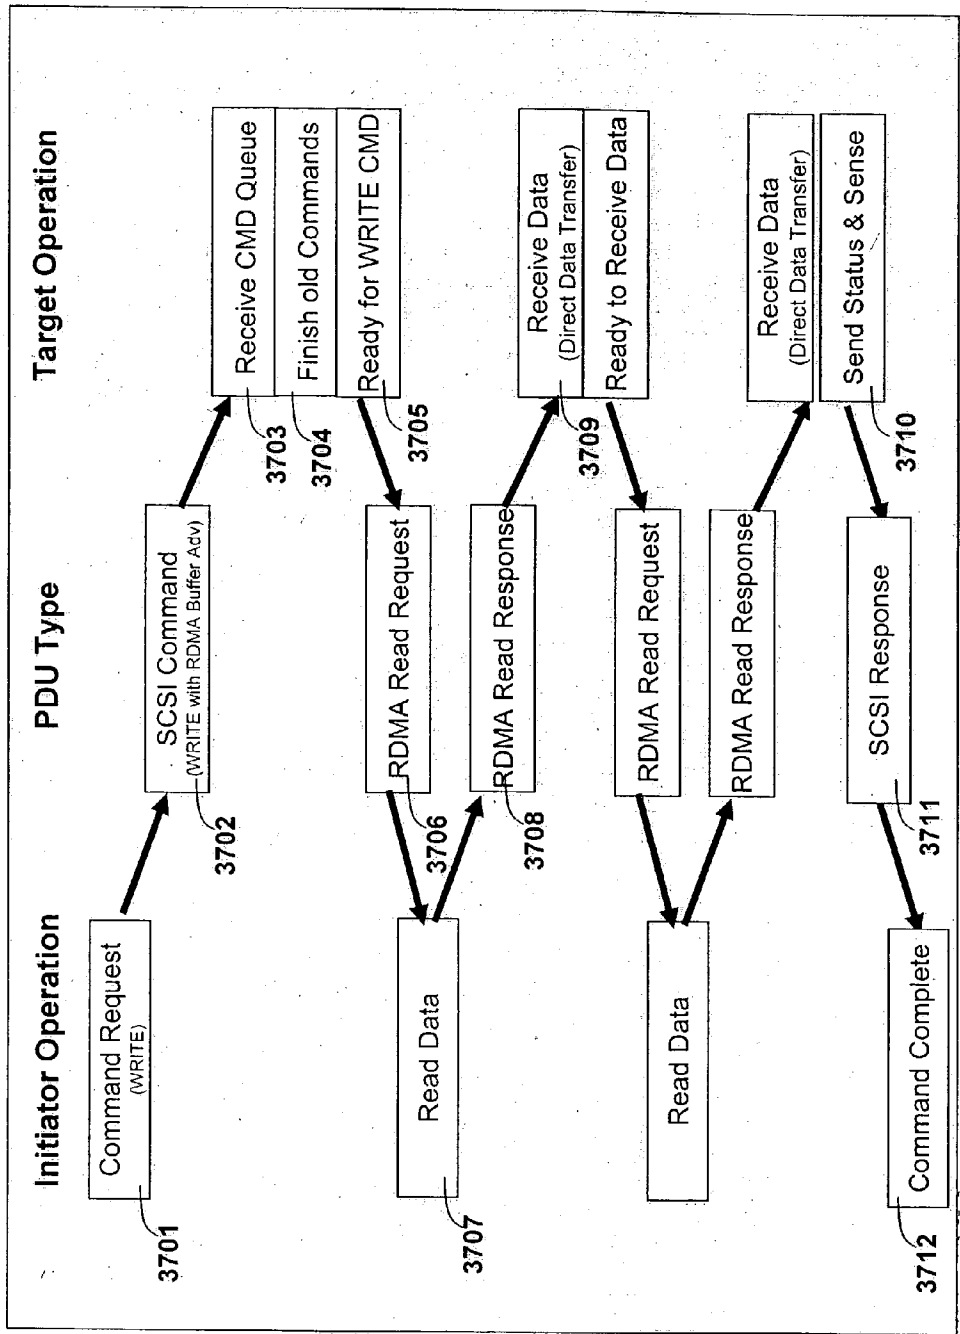 Initiator Operation
PDU Type
Target Operation
Command Request
(WRITE)
3701
SCSI Command
(WRITE with RDMA Buffer Adv)
3702
Receive CMD Queue
3703
Finish old Commands
3704
Ready for WRITE CMD
3705
RDMA Read Request
3706
Read Data
3707
RDMA Read Response
3708
Receive Data
(Direct Data Transfer)
3709
Ready to Receive Data
RDMA Read Request
Read Data
RDMA Read Response
Receive Data
(Direct Data Transfer)
Send Status & Sense
3710
SCSI Response
3711
Command Complete
3712